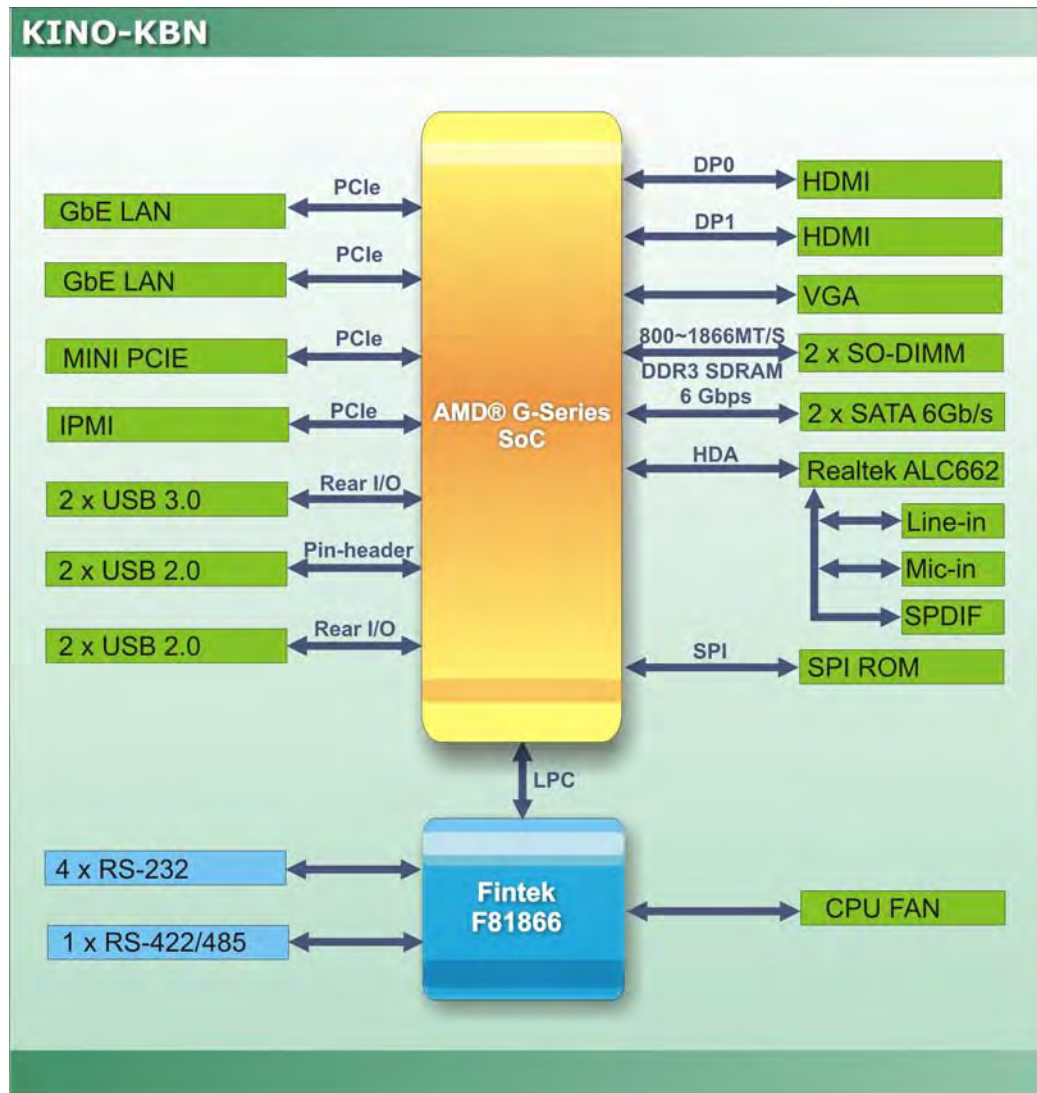 KINO-KBN
PCIe
GbE LAN
PCIe
GbE LAN
PCIe
MINI PCIE
PCIe
IPMI
Rear I/O
2 x USB 3.0
Pin-header
2 x USB 2.0
Rear I/O
2 x USB 2.0
AMD® G-Series
SoC
DP0
HDMI
DP1
HDMI
VGA
800~1866MT/S
2 x SO-DIMM
DDR3 SDRAM
6 Gbps
2 x SATA 6Gb/s
HDA
Realtek ALC662
Line-in
Mic-in
SPDIF
SPI
SPI ROM
LPC
4 x RS-232
1 x RS-422/485
Fintek
F81866
CPU FAN